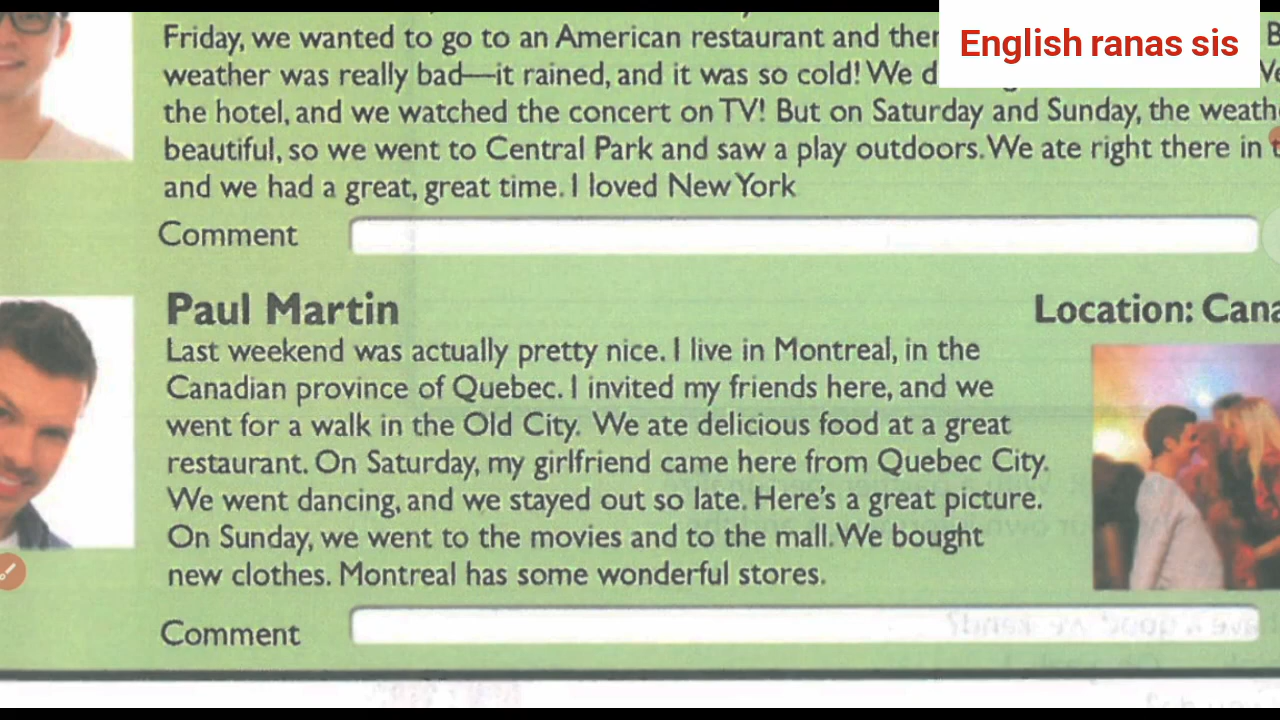 English ranas sis
Friday, we wanted to go to an American restaurant and
weather was really bad—it rained, and it was so cold! We
the hotel, and we watched the concert on TV! But on Saturday and Sunday, the
beautiful, so we went to Central Park and saw a play outdoors. We ate right there in
and we had a great, great time. I loved New York
Comment
Paul Martin
Location:
Last weekend was actually pretty nice. I live in Montreal, in the
Canadian province of Quebec. I invited my friends here, and we
went for a walk in the Old City. We ate delicious food at a great
restaurant. On Saturday, my girlfriend came here from Quebec City.
We went dancing, and we stayed out so late. Here's a great picture.
On Sunday, we went to the movies and to the mall. We bought
new clothes. Montreal has some wonderful stores.
Comment